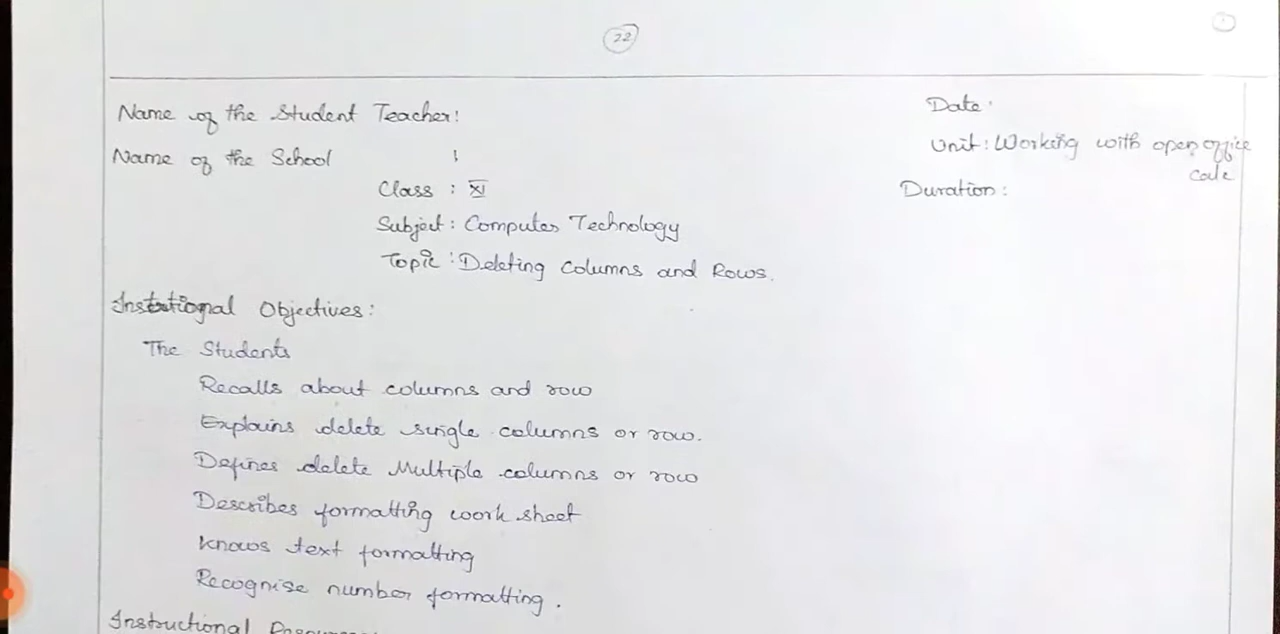 22
Name of the Student Teacher:
Date:
Name of the School :
Unit: Working with open office
calc
Class : XI
Duration:
Subject: Computer Technology
Topic: Deleting columns and Rows.
Objectives:
The Students
Recalls about columns and row
Explains delete single columns or row.
Defines delete Multiple columns or row
Describes formatting work sheet
Knows text formatting
Recognise number formatting.
Instructional